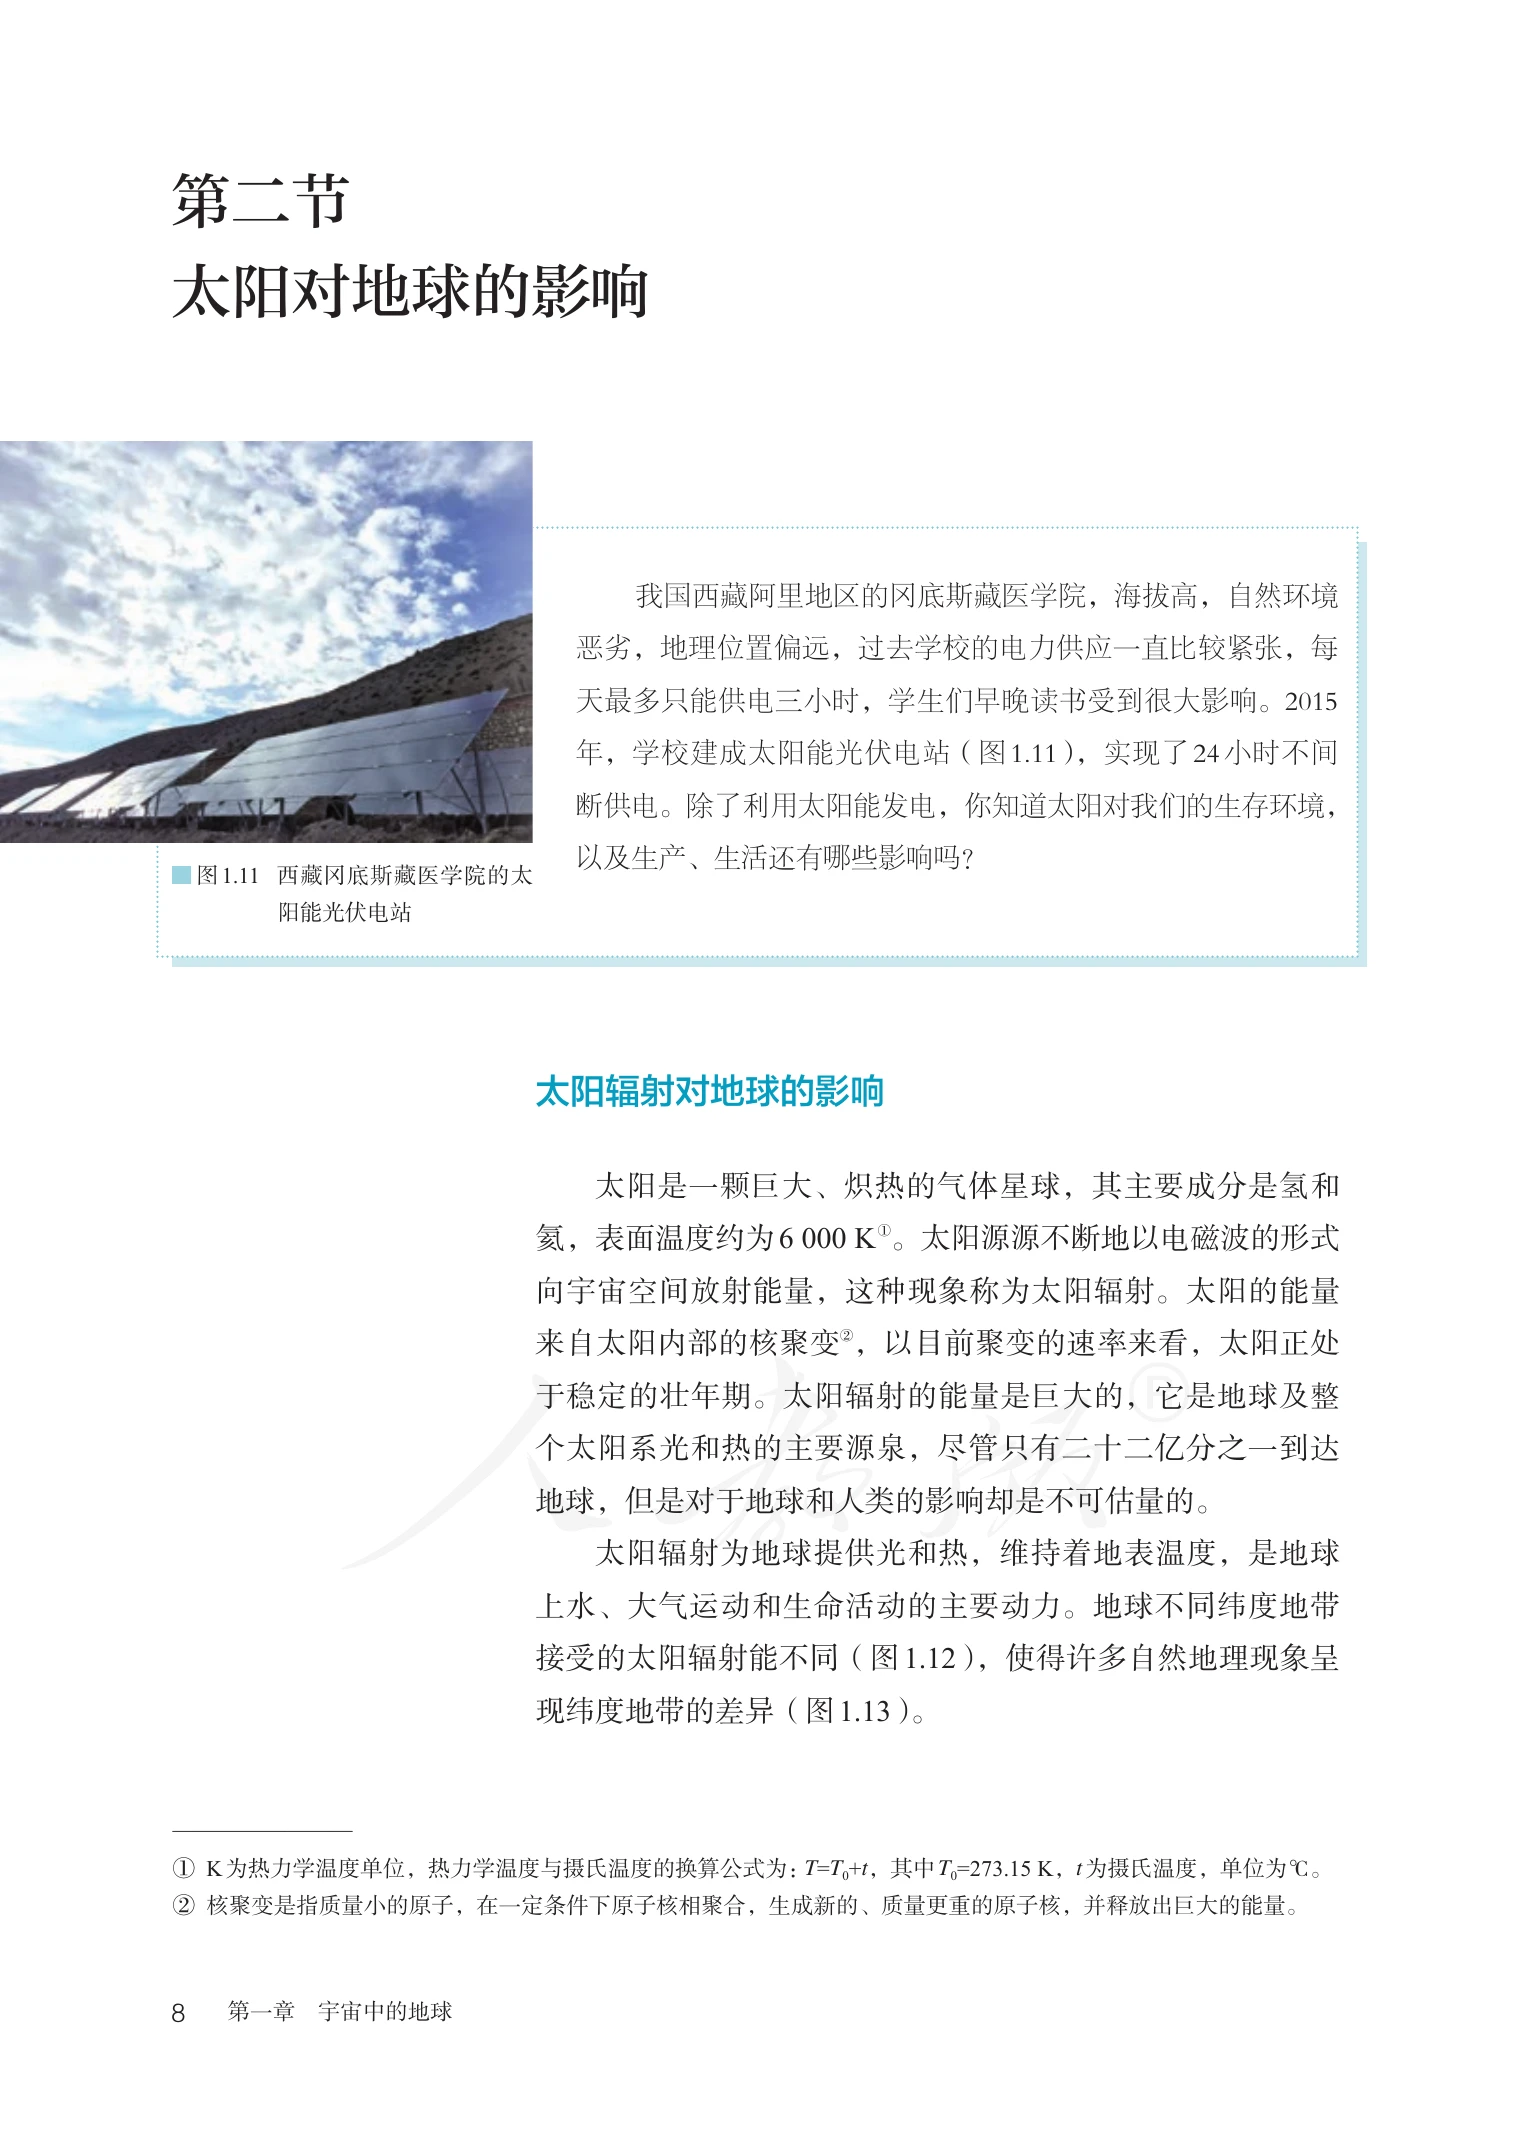 第二节
太阳对地球的影响
我国西藏阿里地区的冈底斯藏医学院，海拔高，自然环境
恶劣，地理位置偏远，过去学校的电力供应一直比较紧张，每
天最多只能供电三小时，学生们早晚读书受到很大影响。2015
年，学校建成太阳能光伏电站（图1.11），实现了24小时不间
断供电。除了利用太阳能发电，你知道太阳对我们的生存环境，
以及生产、生活还有哪些影响吗？
图1.11 西藏冈底斯藏医学院的太
阳能光伏电站
太阳辐射对地球的影响
太阳是一颗巨大、炽热的气体星球，其主要成分是氢和
氦，表面温度约为6 000 K①。太阳源源不断地以电磁波的形式
向宇宙空间放射能量，这种现象称为太阳辐射。太阳的能量
来自太阳内部的核聚变②，以目前聚变的速率来看，太阳正处
于稳定的壮年期。太阳辐射的能量是巨大的，它是地球及整
个太阳系光和热的主要源泉，尽管只有二十二亿分之一到达
地球，但是对于地球和人类的影响却是不可估量的。
太阳辐射为地球提供光和热，维持着地表温度，是地球
上水、大气运动和生命活动的主要动力。地球不同纬度地带
接受的太阳辐射能不同（图1.12），使得许多自然地理现象呈
现纬度地带的差异（图1.13）。
人教版®
① K为热力学温度单位，热力学温度与摄氏温度的换算公式为：T=T₀+t，其中T₀=273.15 K，t为摄氏温度，单位为℃。
② 核聚变是指质量小的原子，在一定条件下原子核相聚合，生成新的、质量更重的原子核，并释放出巨大的能量。
8 第一章 宇宙中的地球